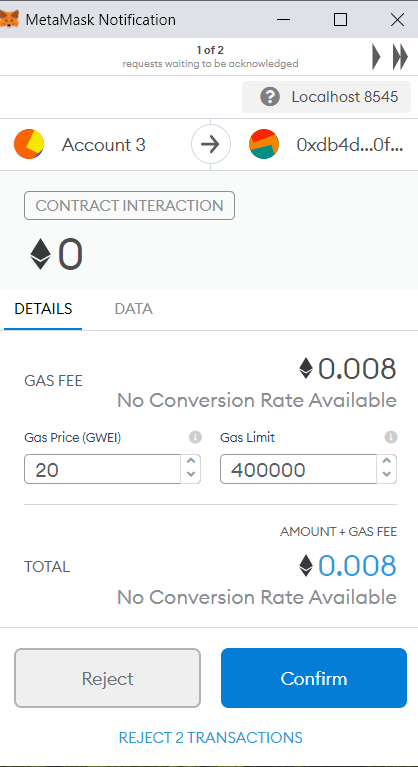 MetaMask Notification
1 of 2
requests waiting to be acknowledged
Localhost 8545
Account 3
0xdb4d...0f...
CONTRACT INTERACTION
0
DETAILS
DATA
GAS FEE
0.008
No Conversion Rate Available
Gas Price (GWEI)
Gas Limit
20
400000
AMOUNT + GAS FEE
TOTAL
0.008
No Conversion Rate Available
Reject
Confirm
REJECT 2 TRANSACTIONS